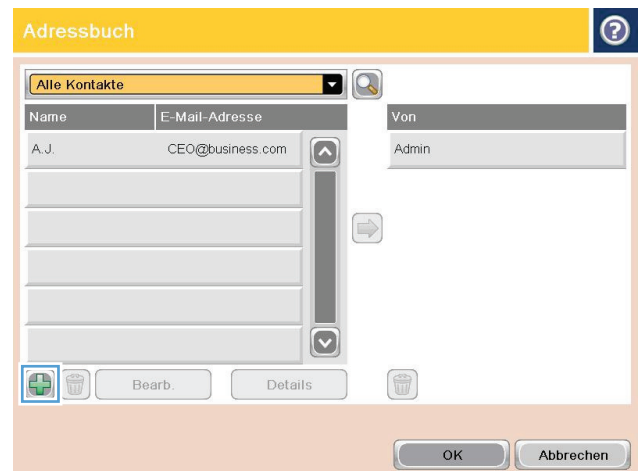 Adressbuch
?
Alle Kontakte
Name E-Mail-Adresse Von
A.J. CEO@business.com Admin
Bearb. Details
OK Abbrechen